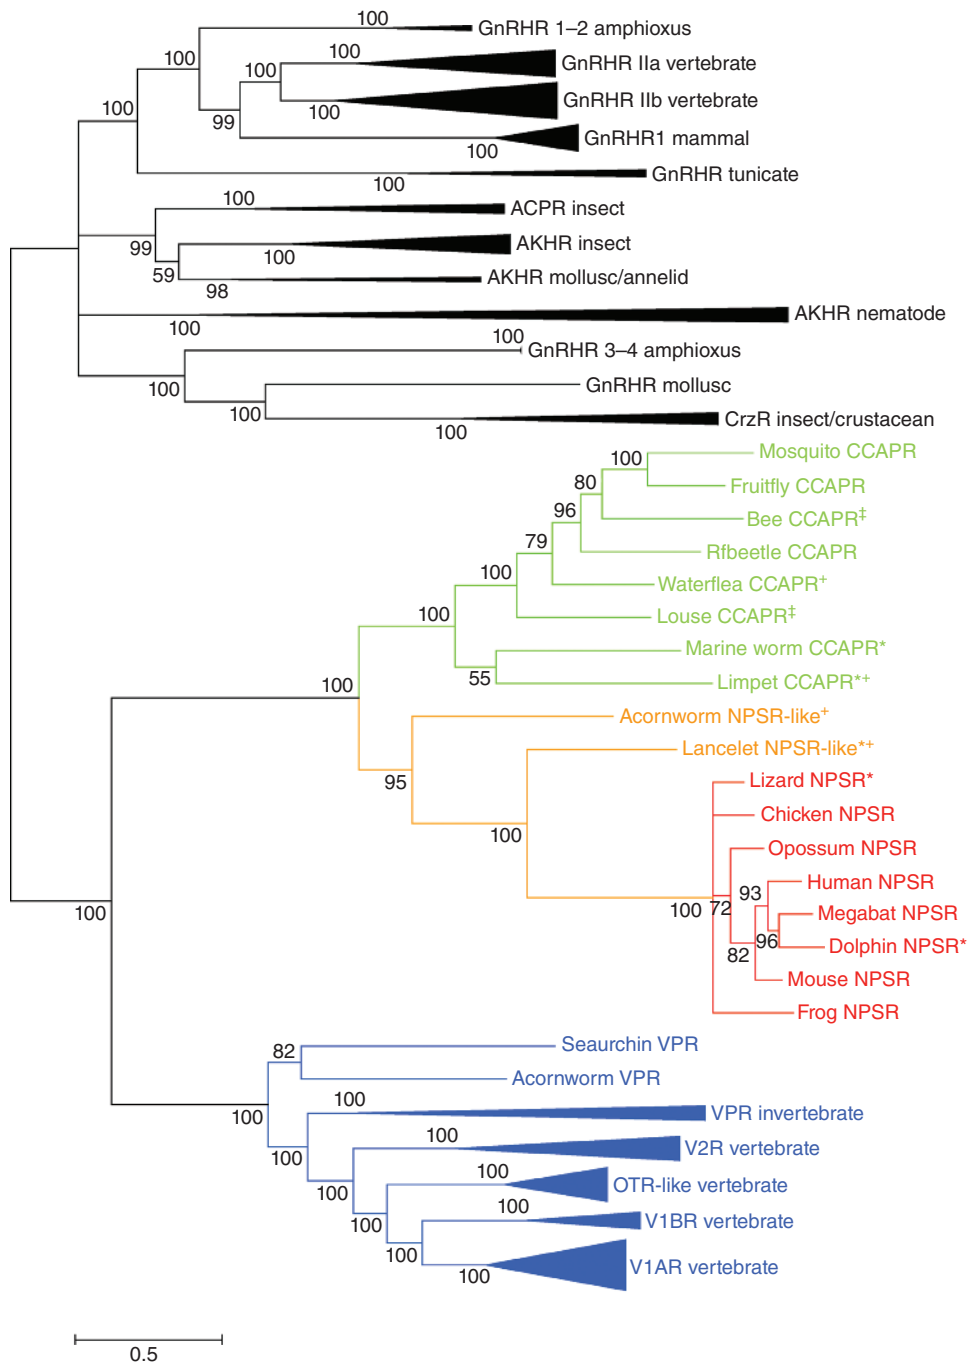 100
GnRHR 1–2 amphioxus
100
100
GnRHR IIa vertebrate
100
100
GnRHR IIb vertebrate
100
99
GnRHR1 mammal
100
GnRHR tunicate
100
100
ACPR insect
99
AKHR insect
100
59
AKHR mollusc/annelid
98
AKHR nematode
100
100
GnRHR 3–4 amphioxus
100
GnRHR mollusc
100
CrzR insect/crustacean
100
Mosquito CCAPR
100
80
Fruitfly CCAPR
96
Bee CCAPR‡
79
Rfbeetle CCAPR
100
Waterflea CCAPR+
100
Louse CCAPR‡
Marine worm CCAPR*
55
Limpet CCAPR*+
100
Acornworm NPSR-like+
Lancelet NPSR-like*+
95
Lizard NPSR*
Chicken NPSR
100
Opossum NPSR
Human NPSR
93
100
72
Megabat NPSR
100
96
Dolphin NPSR*
82
Mouse NPSR
Frog NPSR
82
Seaurchin VPR
Acornworm VPR
100
100
VPR invertebrate
100
100
V2R vertebrate
100
100
OTR-like vertebrate
100
100
V1BR vertebrate
100
V1AR vertebrate
100
0.5